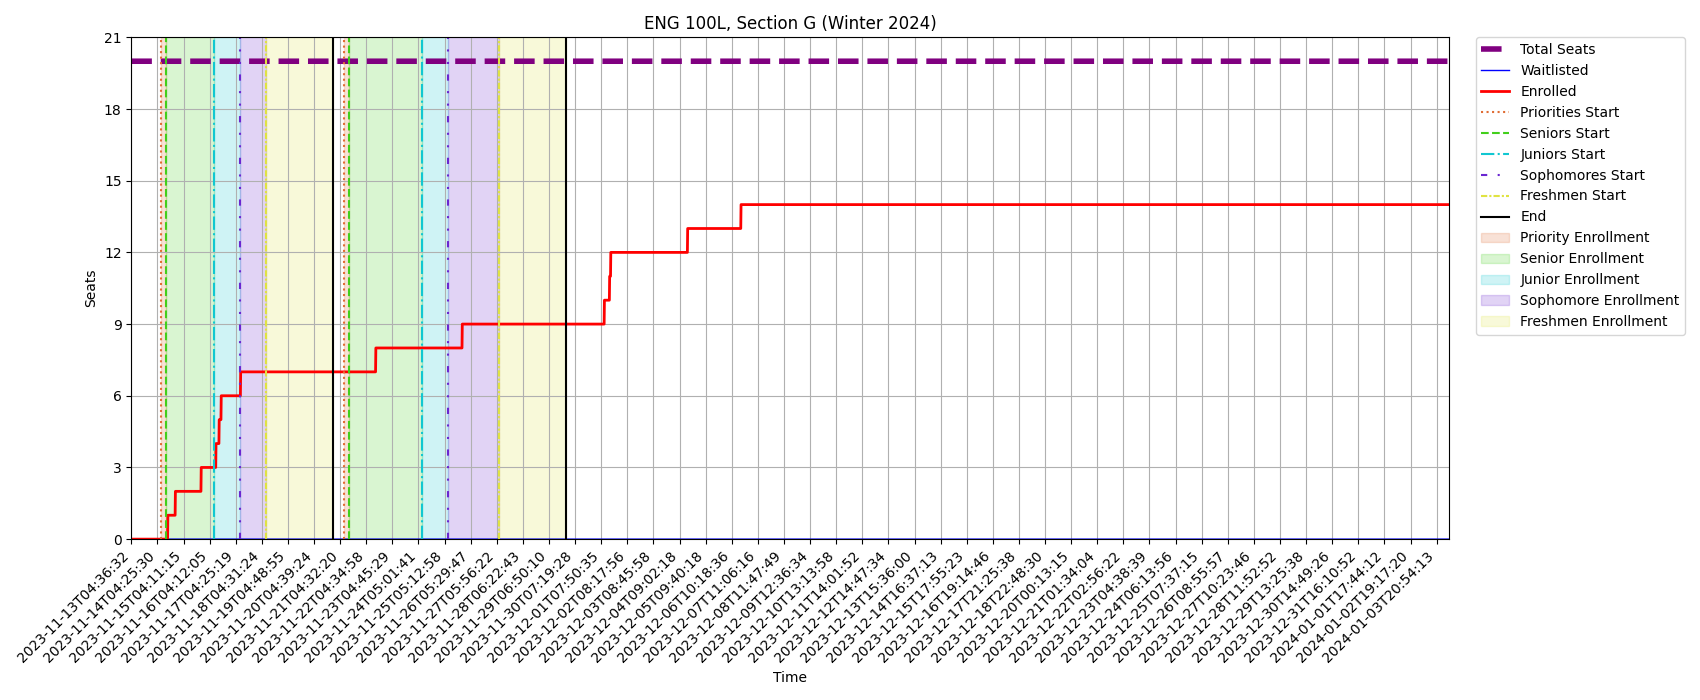 ENG 100L, Section G (Winter 2024)
21
18
15
12
9
6
3
0
Seats
2023-11-13T04:36:32
2023-11-14T04:25:30
2023-11-15T04:11:15
2023-11-16T04:12:05
2023-11-17T04:25:19
2023-11-18T04:31:24
2023-11-19T04:48:55
2023-11-20T04:39:24
2023-11-21T04:32:20
2023-11-22T04:34:58
2023-11-23T04:45:29
2023-11-24T05:01:41
2023-11-25T05:12:58
2023-11-26T05:29:47
2023-11-27T05:56:22
2023-11-28T06:22:43
2023-11-29T06:50:10
2023-11-30T07:19:28
2023-12-01T07:50:35
2023-12-02T08:17:56
2023-12-03T08:45:58
2023-12-04T09:02:18
2023-12-05T09:40:18
2023-12-06T10:18:36
2023-12-07T11:06:16
2023-12-08T11:47:49
2023-12-09T12:36:34
2023-12-10T13:13:58
2023-12-11T14:01:52
2023-12-12T14:47:34
2023-12-13T15:36:00
2023-12-14T16:37:13
2023-12-15T17:55:23
2023-12-16T19:14:46
2023-12-17T21:25:38
2023-12-18T22:48:30
2023-12-20T00:13:15
2023-12-21T01:34:04
2023-12-22T02:56:22
2023-12-23T04:38:39
2023-12-24T06:13:56
2023-12-25T07:37:15
2023-12-26T08:55:57
2023-12-27T10:23:46
2023-12-28T11:52:52
2023-12-29T13:25:38
2023-12-30T14:49:26
2023-12-31T16:10:52
2024-01-01T17:44:12
2024-01-02T19:17:20
2024-01-03T20:54:13
Time
Total Seats
Waitlisted
Enrolled
Priorities Start
Seniors Start
Juniors Start
Sophomores Start
Freshmen Start
End
Priority Enrollment
Senior Enrollment
Junior Enrollment
Sophomore Enrollment
Freshmen Enrollment